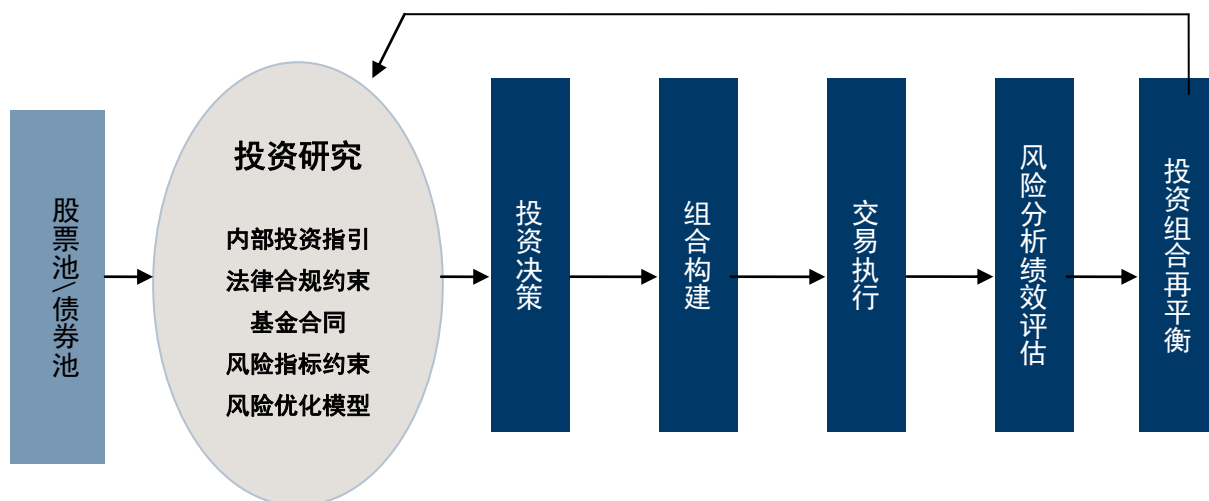 股票池/债券池
投资研究
内部投资指引
法律合规约束
基金合同
风险指标约束
风险优化模型
投资决策
组合构建
交易执行
风险分析绩效评估
投资组合再平衡